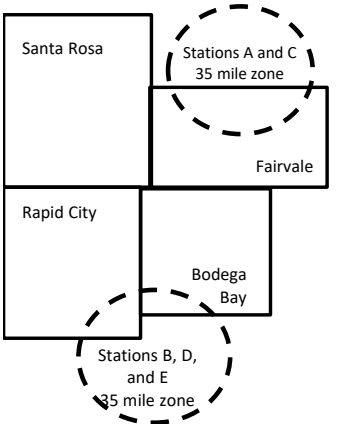 Santa Rosa
Stations A and C
35 mile zone
Fairvale
Rapid City
Bodega
Bay
Stations B, D,
and E
35 mile zone